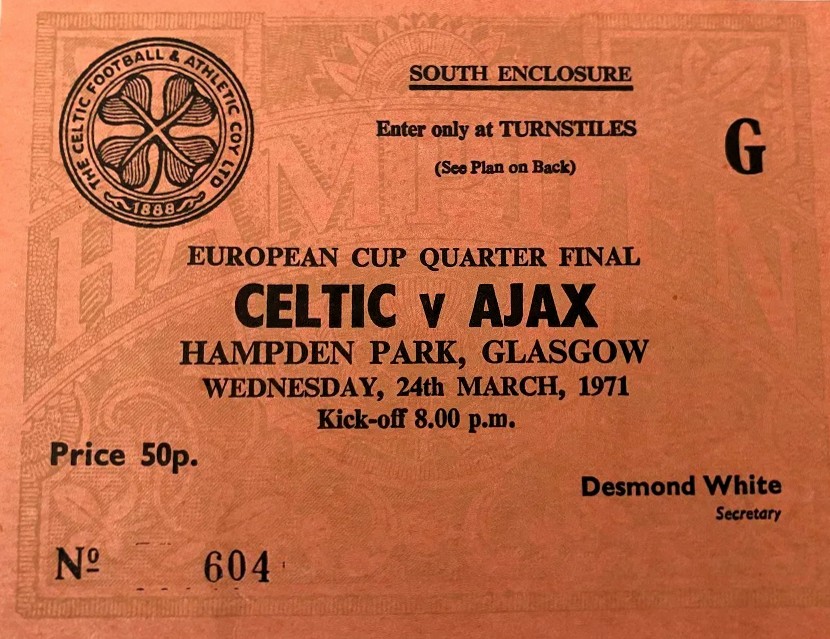 THE CELTIC FOOTBALL & ATHLETIC COY LTD
1888
SOUTH ENCLOSURE
Enter only at TURNSTILES
G
(See Plan on Back)
HAMPDEN
EUROPEAN CUP QUARTER FINAL
CELTIC v AJAX
HAMPDEN PARK, GLASGOW
WEDNESDAY, 24th MARCH, 1971
Kick-off 8.00 p.m.
Price 50p.
Desmond White
Secretary
Nº 604